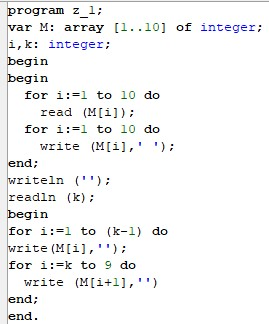 program z_1;
var M: array [1..10] of integer;
i,k: integer;
begin
begin
for i:=1 to 10 do
read (M[i]);
for i:=1 to 10 do
write (M[i],' ');
end;
writeln ('');
readln (k);
begin
for i:=1 to (k-1) do
write(M[i],'');
for i:=k to 9 do
write (M[i+1],'')
end;
end.